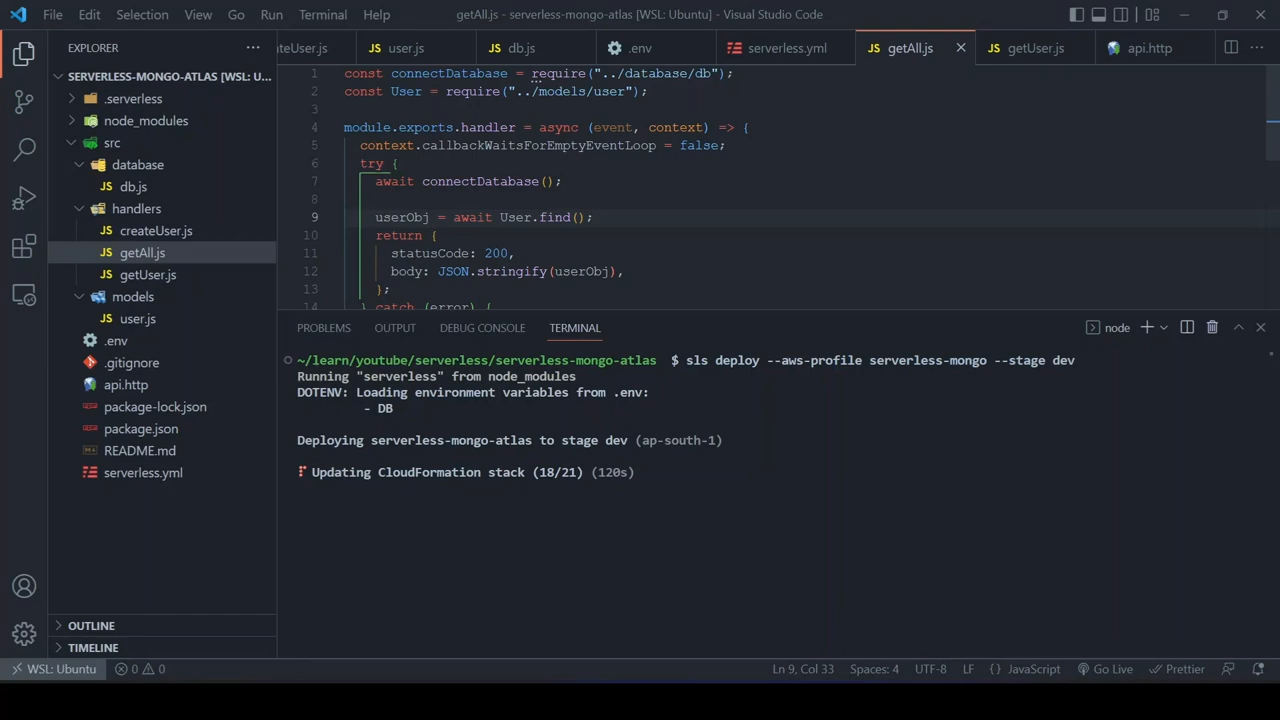 File Edit Selection View Go Run Terminal Help getAll.js - serverless-mongo-atlas [WSL: Ubuntu] - Visual Studio Code
EXPLORER
ateUser.js user.js db.js .env serverless.yml getAll.js getUser.js api.http
SERVERLESS-MONGO-ATLAS [WSL: U...
.serverless
node_modules
src
database
db.js
handlers
createUser.js
getAll.js
getUser.js
models
user.js
.env
.gitignore
api.http
package-lock.json
package.json
README.md
serverless.yml
OUTLINE
TIMELINE
1 const connectDatabase = require("../database/db");
2 const User = require("../models/user");
3
4 module.exports.handler = async (event, context) => {
5 context.callbackWaitsForEmptyEventLoop = false;
6 try {
7 await connectDatabase();
8
9 userObj = await User.find();
10 return {
11 statusCode: 200,
12 body: JSON.stringify(userObj),
13 };
14 } catch (error) {
PROBLEMS OUTPUT DEBUG CONSOLE TERMINAL node
~/learn/youtube/serverless/serverless-mongo-atlas $ sls deploy --aws-profile serverless-mongo --stage dev
Running "serverless" from node_modules
DOTENV: Loading environment variables from .env:
- DB
Deploying serverless-mongo-atlas to stage dev (ap-south-1)
Updating CloudFormation stack (18/21) (120s)
WSL: Ubuntu 0 0 Ln 9, Col 33 Spaces: 4 UTF-8 LF {} JavaScript Go Live Prettier